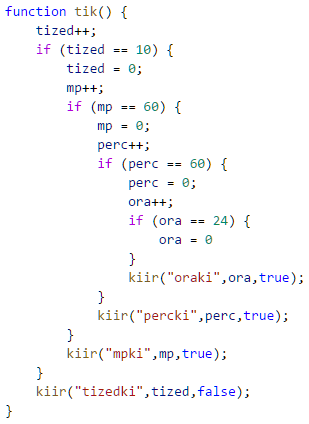 function tik() {
    tized++;
    if (tized == 10) {
        tized = 0;
        mp++;
        if (mp == 60) {
            mp = 0;
            perc++;
            if (perc == 60) {
                perc = 0;
                ora++;
                if (ora == 24) {
                    ora = 0
                }
                kiir("oraki",ora,true);
            }
            kiir("percki",perc,true);
        }
        kiir("mpki",mp,true);
    }
    kiir("tizedki",tized,false);
}